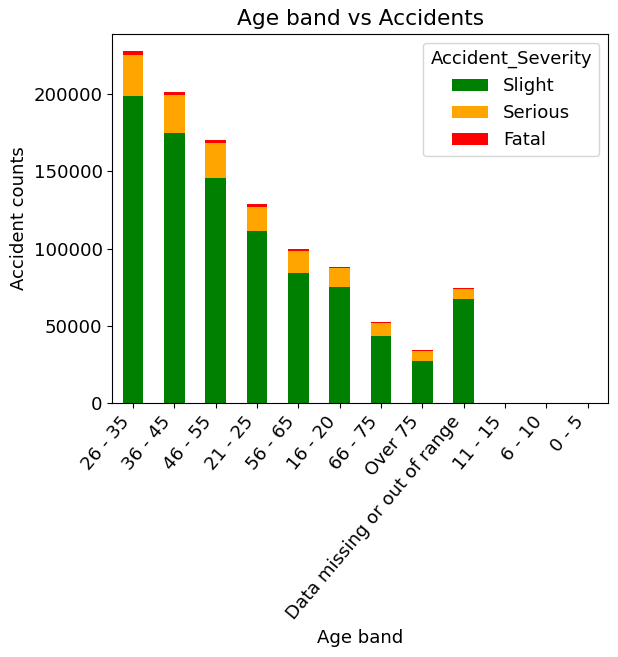 Age band vs Accidents
Accident_Severity
Slight
Serious
Fatal
Accident counts
200000
150000
100000
50000
0
26 - 35
36 - 45
46 - 55
21 - 25
56 - 65
16 - 20
66 - 75
Over 75
Data missing or out of range
11 - 15
6 - 10
0 - 5
Age band